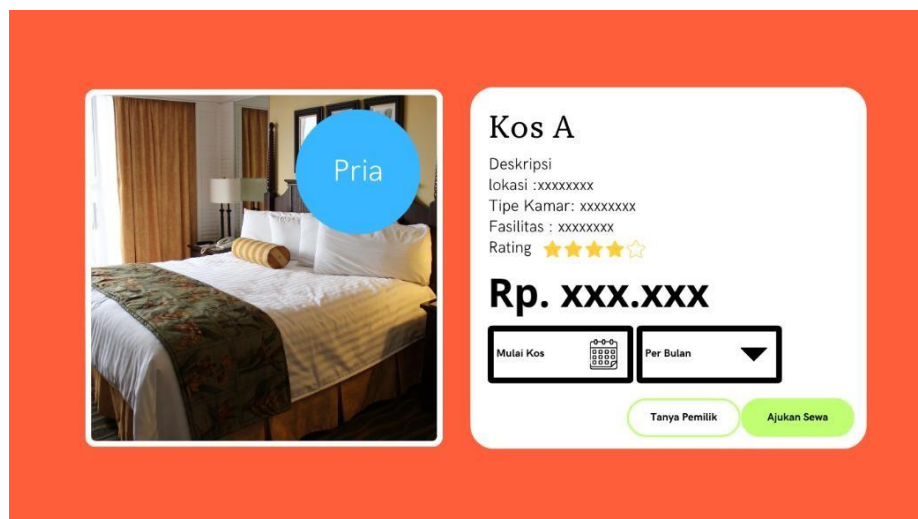 Pria
Kos A
Deskripsi
lokasi :xxxxxxxx
Tipe Kamar: xxxxxxxx
Fasilitas : xxxxxxxx
Rating
Rp. xxx.xxx
Mulai Kos
Per Bulan
Tanya Pemilik
Ajukan Sewa